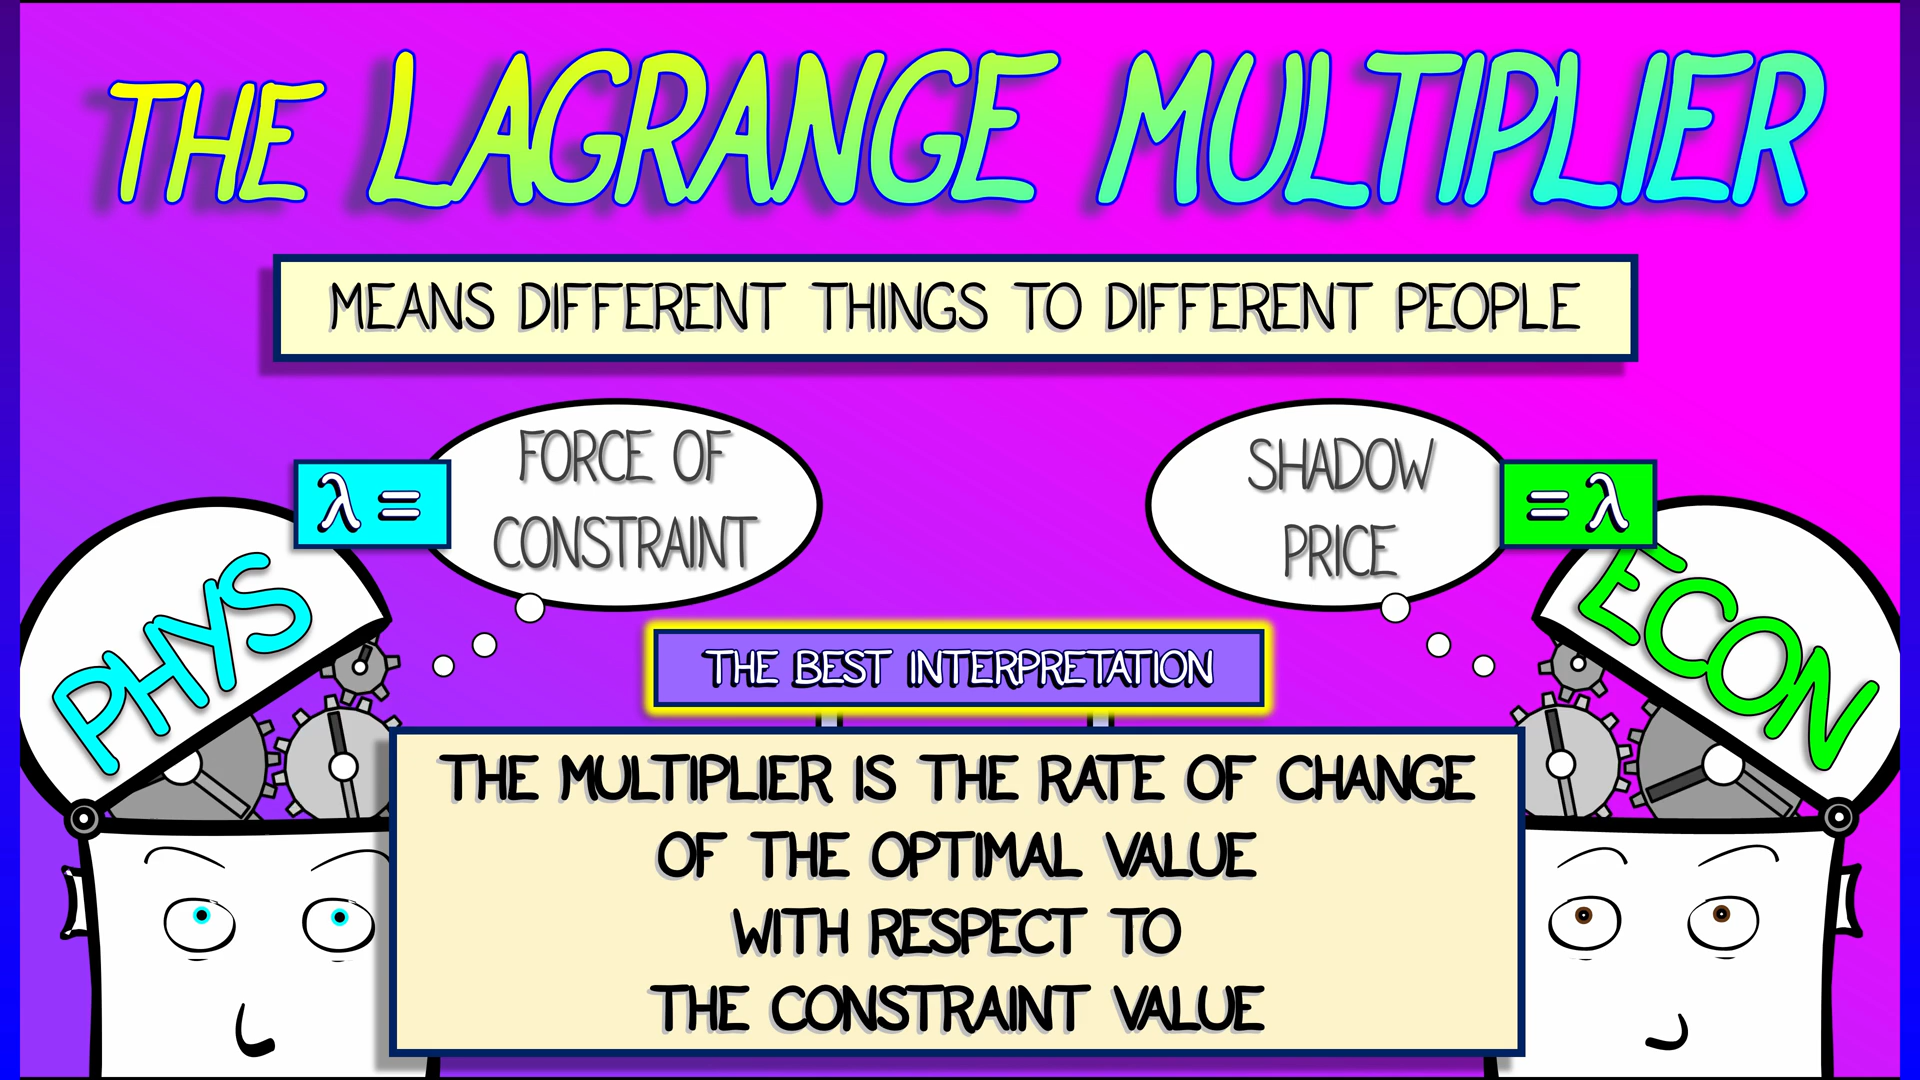 THE LAGRANGE MULTIPLIER
MEANS DIFFERENT THINGS TO DIFFERENT PEOPLE
PHYS
λ =
FORCE OF
CONSTRAINT
SHADOW
PRICE
= λ
ECON
THE BEST INTERPRETATION
THE MULTIPLIER IS THE RATE OF CHANGE
OF THE OPTIMAL VALUE
WITH RESPECT TO
THE CONSTRAINT VALUE